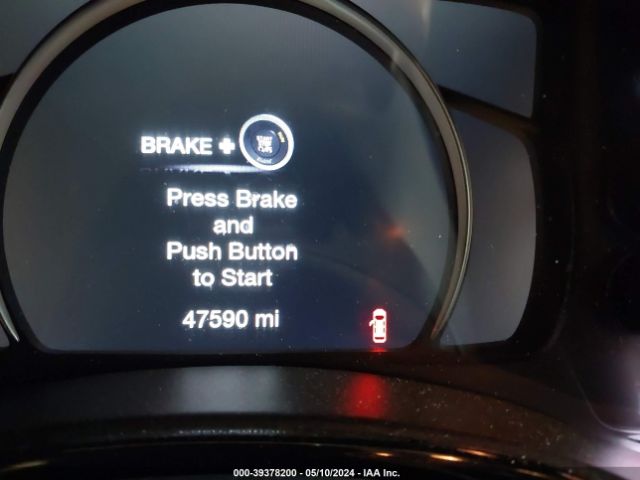 BRAKE +
Press Brake
and
Push Button
to Start
47590 mi
000-39378200 - 05/10/2024 - IAA Inc.